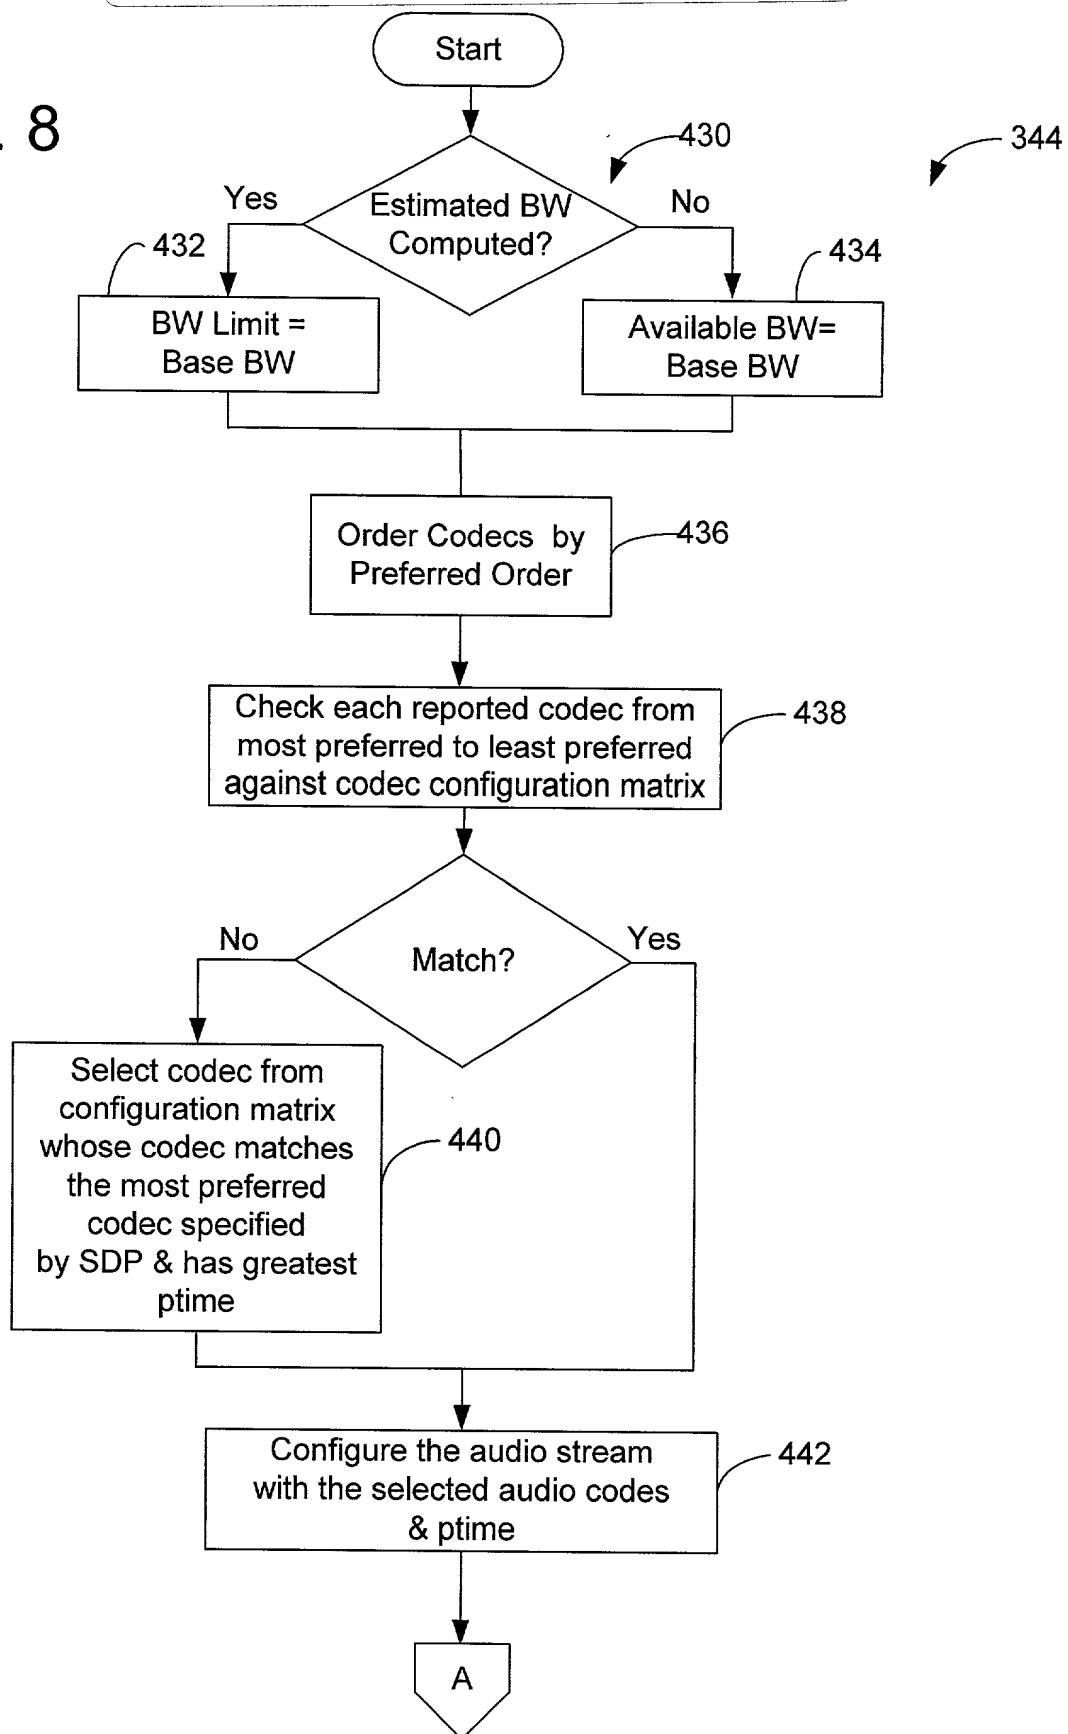 Start
. 8
430
344
Yes
Estimated BW
Computed?
No
432
434
BW Limit =
Base BW
Available BW=
Base BW
Order Codecs by
Preferred Order
436
Check each reported codec from
most preferred to least preferred
against codec configuration matrix
438
No
Match?
Yes
Select codec from
configuration matrix
whose codec matches
the most preferred
codec specified
by SDP & has greatest
ptime
440
Configure the audio stream
with the selected audio codes
& ptime
442
A